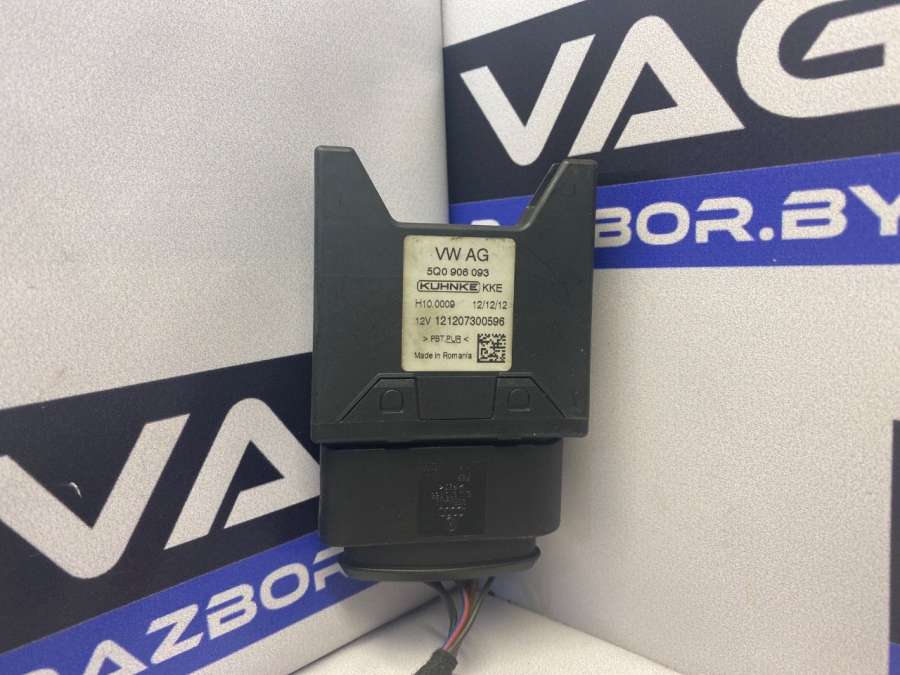 VAG
RAZBOR.BY
VW AG
5Q0 906 093
KUHNKE KKE
H10.0009 12/12/12
12V 121207300596
> PBT,PUR <
Made in Romania
VA
RAZBOR